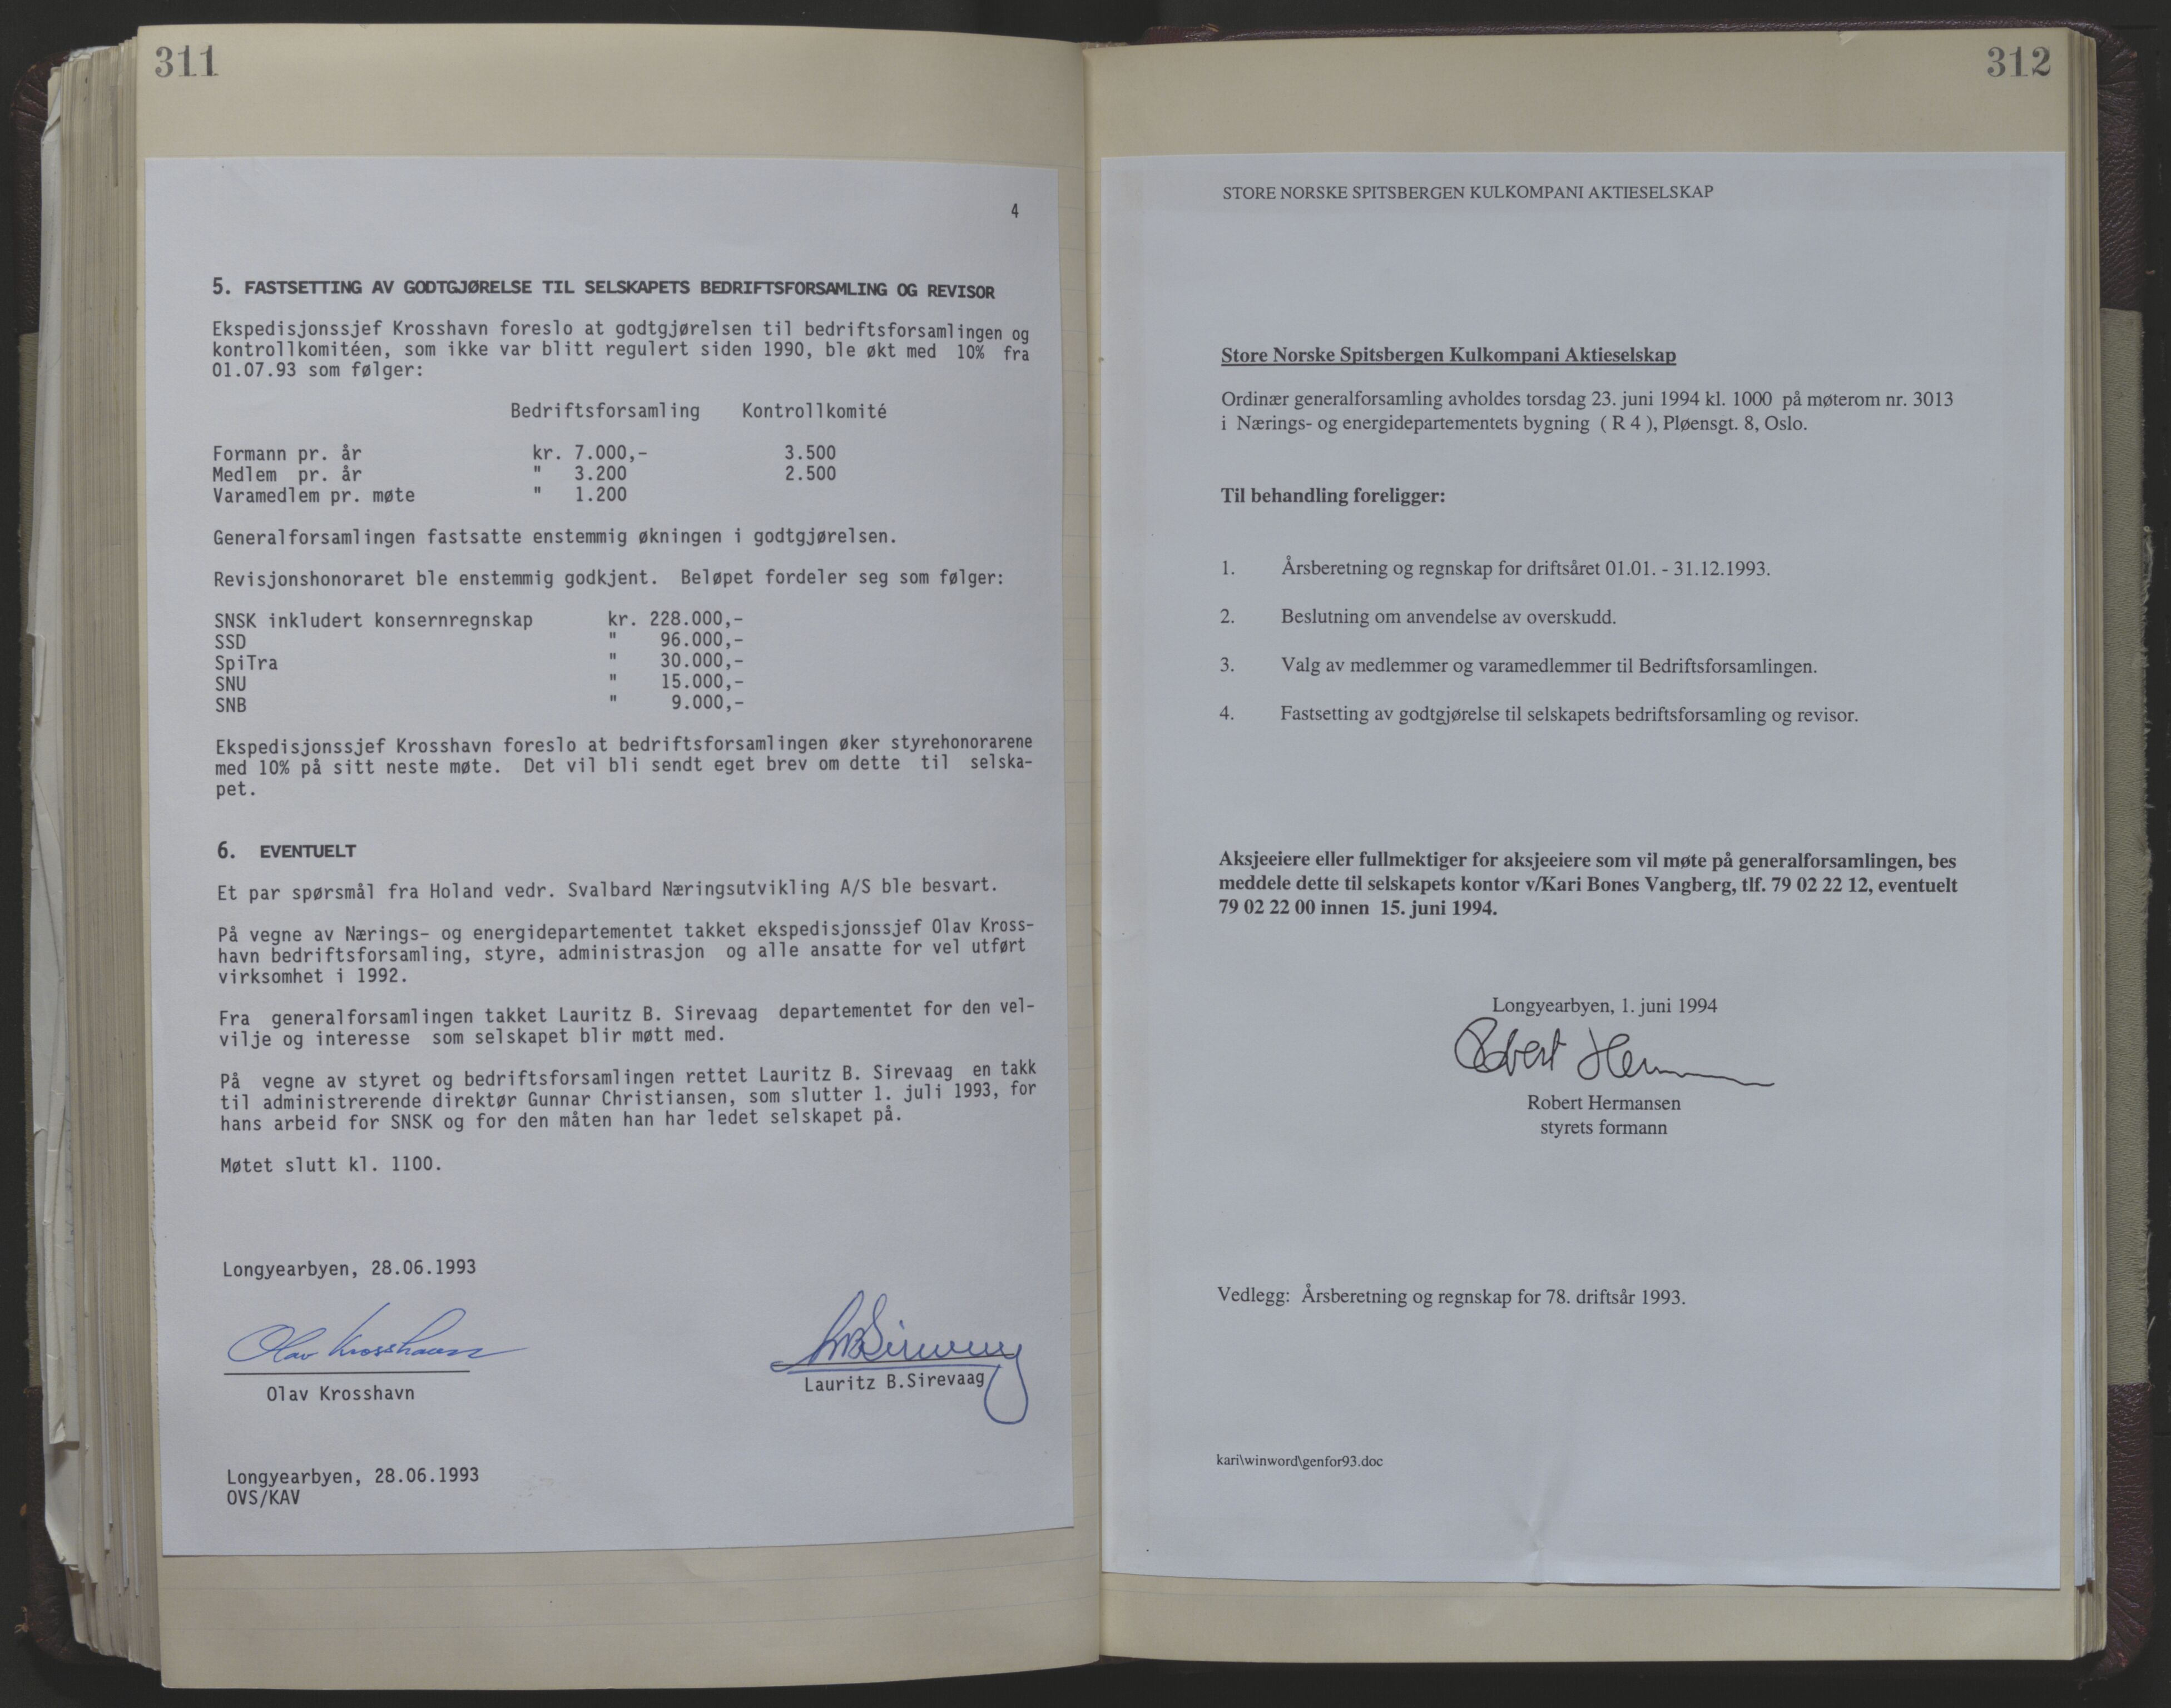 311
4
5. FASTSETTING AV GODTGJØRELSE TIL SELSKAPETS BEDRIFTSFORSAMLING OG REVISOR
Ekspedisjonssjef Krosshavn foreslo at godtgjørelsen til bedriftsforsamlingen og
kontrollkomitéen, som ikke var blitt regulert siden 1990, ble økt med 10% fra
01.07.93 som følger:
Bedriftsforsamling Kontrollkomité
Formann pr. år kr. 7.000,- 3.500
Medlem pr. år " 3.200 2.500
Varamedlem pr. møte " 1.200
Generalforsamlingen fastsatte enstemmig økningen i godtgjørelsen.
Revisjonshonoraret ble enstemmig godkjent. Beløpet fordeler seg som følger:
SNSK inkludert konsernregnskap kr. 228.000,-
SSD " 96.000,-
SpiTra " 30.000,-
SNU " 15.000,-
SNB " 9.000,-
Ekspedisjonssjef Krosshavn foreslo at bedriftsforsamlingen øker styrehonorarene
med 10% på sitt neste møte. Det vil bli sendt eget brev om dette til selska-
pet.
6. EVENTUELT
Et par spørsmål fra Holand vedr. Svalbard Næringsutvikling A/S ble besvart.
På vegne av Nærings- og energidepartementet takket ekspedisjonssjef Olav Kross-
havn bedriftsforsamling, styre, administrasjon og alle ansatte for vel utført
virksomhet i 1992.
Fra generalforsamlingen takket Lauritz B. Sirevaag departementet for den vel-
vilje og interesse som selskapet blir møtt med.
På vegne av styret og bedriftsforsamlingen rettet Lauritz B. Sirevaag en takk
til administrerende direktør Gunnar Christiansen, som slutter 1. juli 1993, for
hans arbeid for SNSK og for den måten han har ledet selskapet på.
Møtet slutt kl. 1100.
Longyearbyen, 28.06.1993
Olav Krosshavn
LBSirevaag
Olav Krosshavn
Lauritz B.Sirevaag
Longyearbyen, 28.06.1993
OVS/KAV
312
STORE NORSKE SPITSBERGEN KULKOMPANI AKTIESELSKAP
Store Norske Spitsbergen Kulkompani Aktieselskap
Ordinær generalforsamling avholdes torsdag 23. juni 1994 kl. 1000 på møterom nr. 3013
i Nærings- og energidepartementets bygning ( R 4 ), Pløensgt. 8, Oslo.
Til behandling foreligger:
1. Årsberetning og regnskap for driftsåret 01.01. - 31.12.1993.
2. Beslutning om anvendelse av overskudd.
3. Valg av medlemmer og varamedlemmer til Bedriftsforsamlingen.
4. Fastsetting av godtgjørelse til selskapets bedriftsforsamling og revisor.
Aksjeeiere eller fullmektiger for aksjeeiere som vil møte på generalforsamlingen, bes
meddele dette til selskapets kontor v/Kari Bones Vangberg, tlf. 79 02 22 12, eventuelt
79 02 22 00 innen 15. juni 1994.
Longyearbyen, 1. juni 1994
Robert Herm
Robert Hermansen
styrets formann
Vedlegg: Årsberetning og regnskap for 78. driftsår 1993.
kari\winword\genfor93.doc